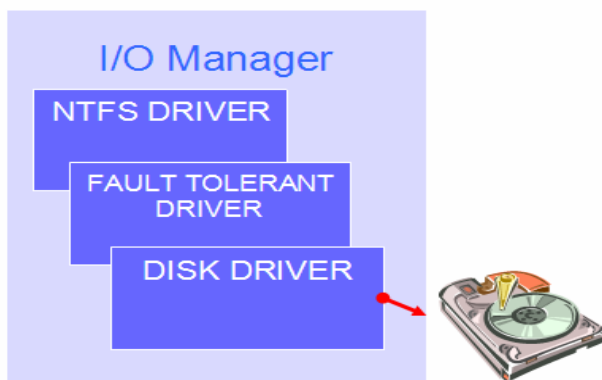 I/O Manager
NTFS DRIVER
FAULT TOLERANT
DRIVER
DISK DRIVER